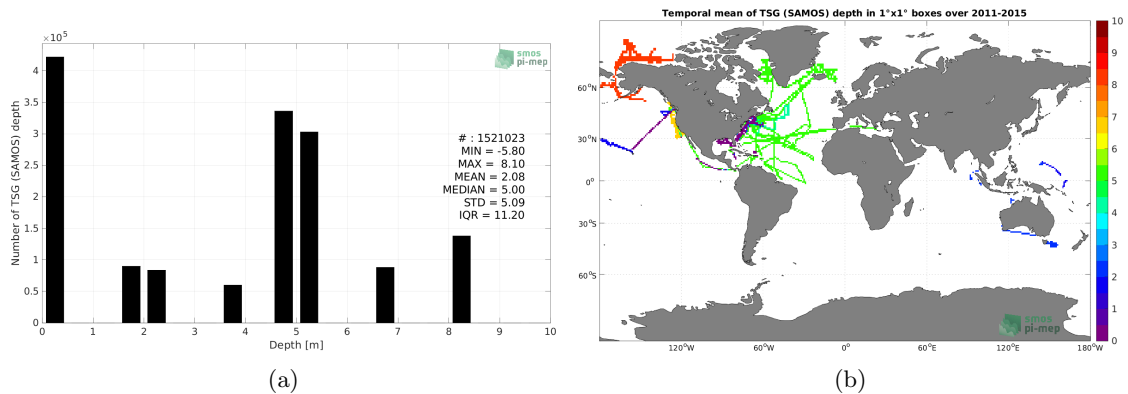 ×10⁵
4
3.5
3
2.5
2
1.5
1
0.5
0
0 1 2 3 4 5 6 7 8 9 10
Number of TSG (SAMOS) depth
Depth [m]
smos
pi-mep
# : 1521023
MIN = -5.80
MAX = 8.10
MEAN = 2.08
MEDIAN = 5.00
STD = 5.09
IQR = 11.20
(a)
Temporal mean of TSG (SAMOS) depth in 1°x1° boxes over 2011-2015
60°N
30°N
0°
30°S
60°S
120°W 60°W 0° 60°E 120°E 180°W
smos
pi-mep
10
9
8
7
6
5
4
3
2
1
0
(b)